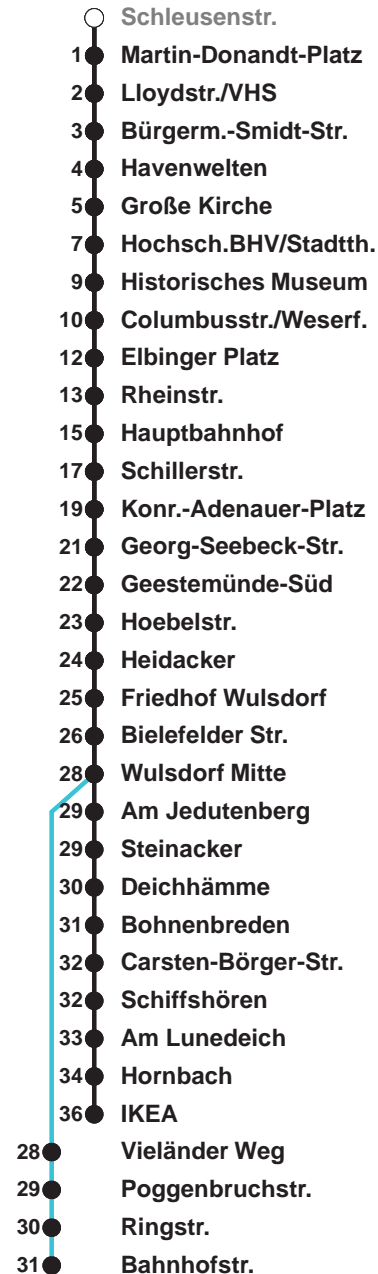 Schleusenstr.
1 Martin-Donandt-Platz
2 Lloydstr./VHS
3 Bürgerm.-Smidt-Str.
4 Havenwelten
5 Große Kirche
7 Hochsch.BHV/Stadtth.
9 Historisches Museum
10 Columbusstr./Weserf.
12 Elbinger Platz
13 Rheinstr.
15 Hauptbahnhof
17 Schillerstr.
19 Konr.-Adenauer-Platz
21 Georg-Seebeck-Str.
22 Geestemünde-Süd
23 Hoebelstr.
24 Heidacker
25 Friedhof Wulsdorf
26 Bielefelder Str.
28 Wulsdorf Mitte
29 Am Jedutenberg
29 Steinacker
30 Deichhämme
31 Bohnenbreden
32 Carsten-Börger-Str.
32 Schiffshören
33 Am Lunedeich
34 Hornbach
36 IKEA
28 Vieländer Weg
29 Poggenbruchstr.
30 Ringstr.
31 Bahnhofstr.